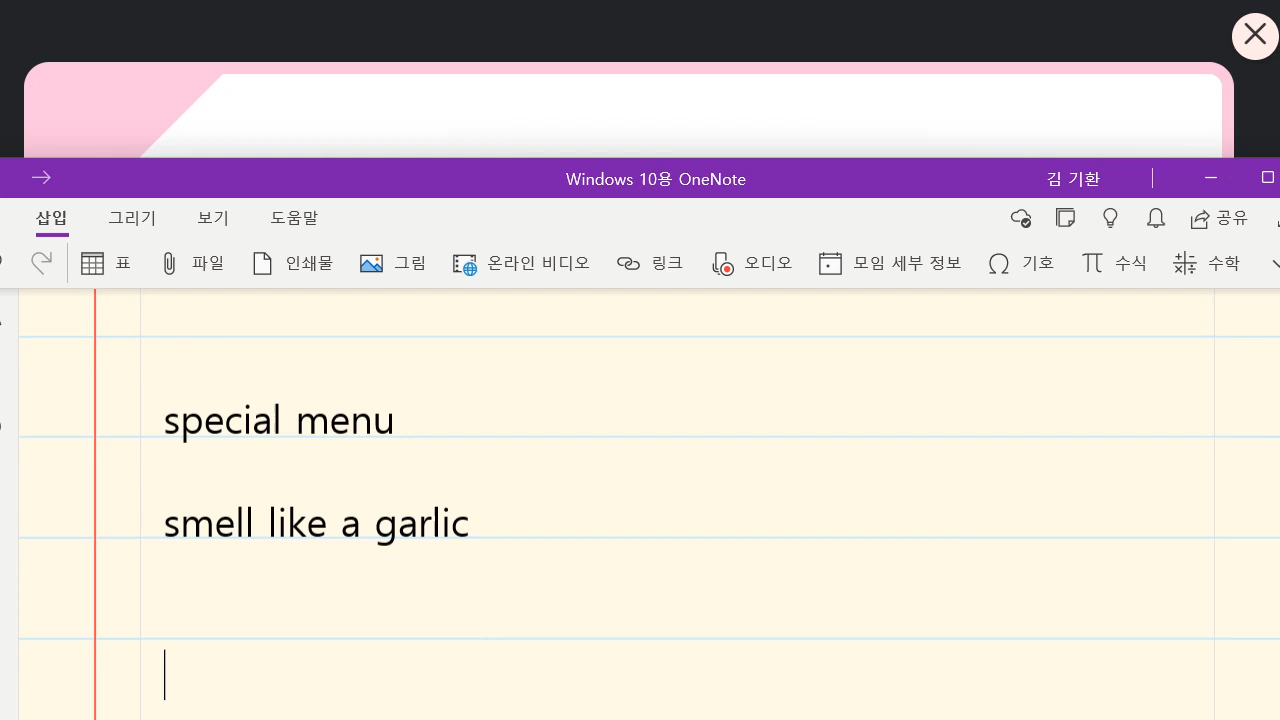 Windows 10용 OneNote 김 기환
삽입 그리기 보기 도움말 공유
표 파일 인쇄물 그림 온라인 비디오 링크 오디오 모임 세부 정보 기호 수식 수학
special menu
smell like a garlic